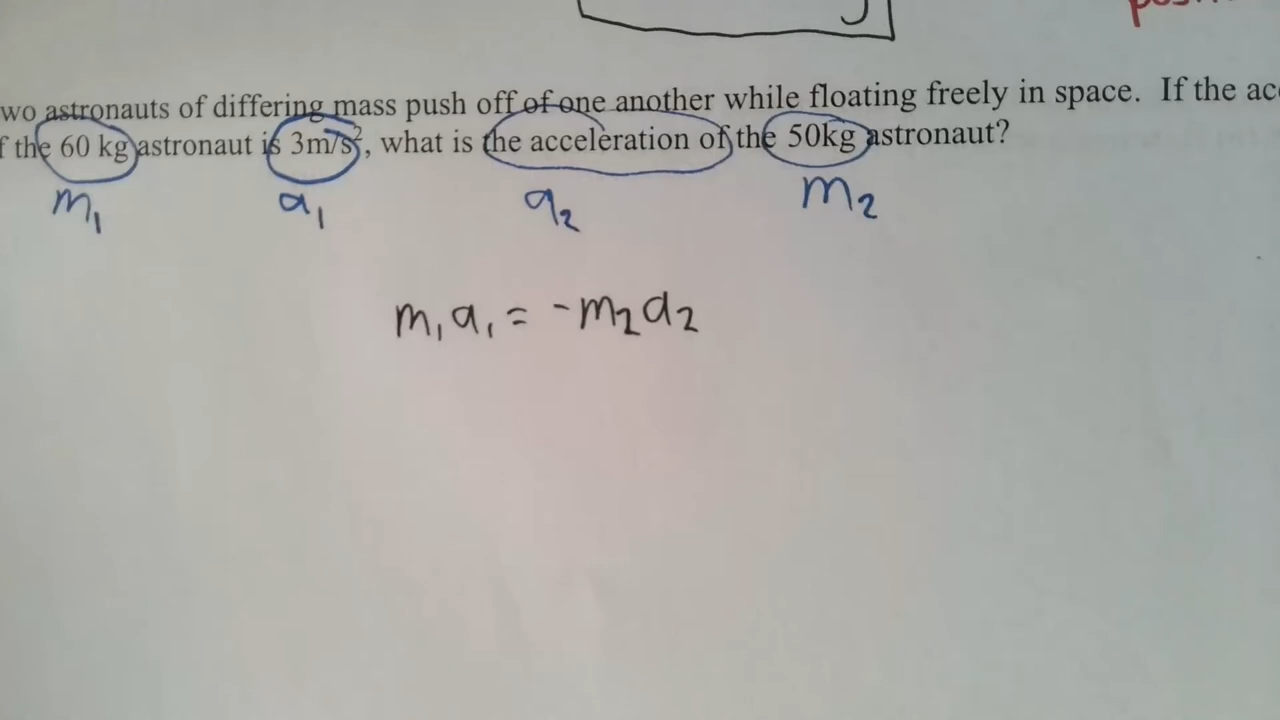 wo astronauts of differing mass push off of one another while floating freely in space. If the acc
f the 60 kg astronaut is 3m/s², what is the acceleration of the 50kg astronaut?
m₁ a₁ a₂ m₂
m₁a₁ = -m₂a₂